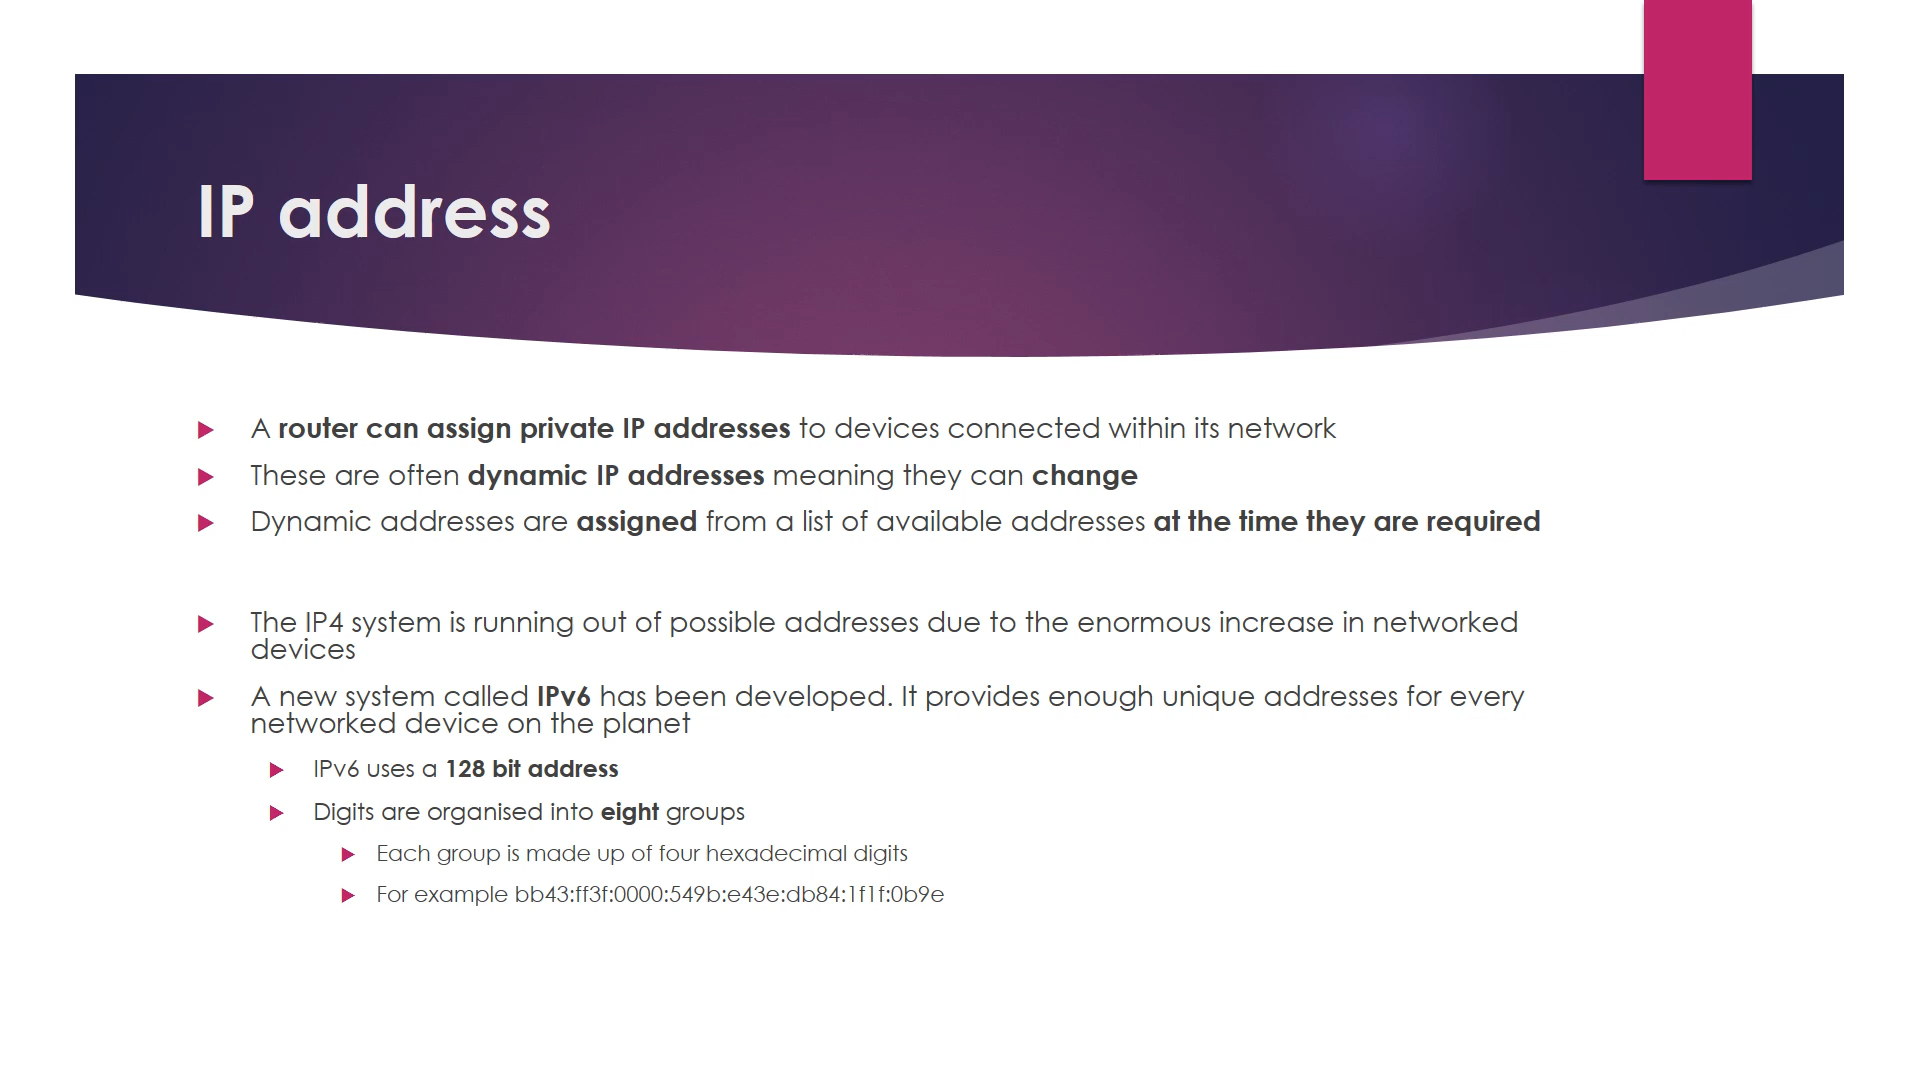 IP address
A router can assign private IP addresses to devices connected within its network
These are often dynamic IP addresses meaning they can change
Dynamic addresses are assigned from a list of available addresses at the time they are required
The IP4 system is running out of possible addresses due to the enormous increase in networked
devices
A new system called IPv6 has been developed. It provides enough unique addresses for every
networked device on the planet
IPv6 uses a 128 bit address
Digits are organised into eight groups
Each group is made up of four hexadecimal digits
For example bb43:ff3f:0000:549b:e43e:db84:1f1f:0b9e